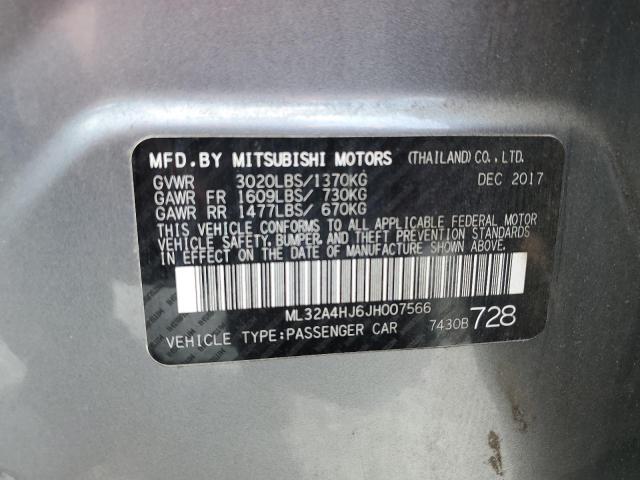 MFD.BY MITSUBISHI MOTORS (THAILAND)CO.,LTD.
GVWR 3020LBS/1370KG DEC 2017
GAWR FR 1609LBS/ 730KG
GAWR RR 1477LBS/ 670KG
THIS VEHICLE CONFORMS TO ALL APPLICABLE FEDERAL MOTOR
VEHICLE SAFETY, BUMPER, AND THEFT PREVENTION STANDARDS
IN EFFECT ON THE DATE OF MANUFACTURE SHOWN ABOVE.
ML32A4HJ6JH007566
VEHICLE TYPE:PASSENGER CAR 7430B 728